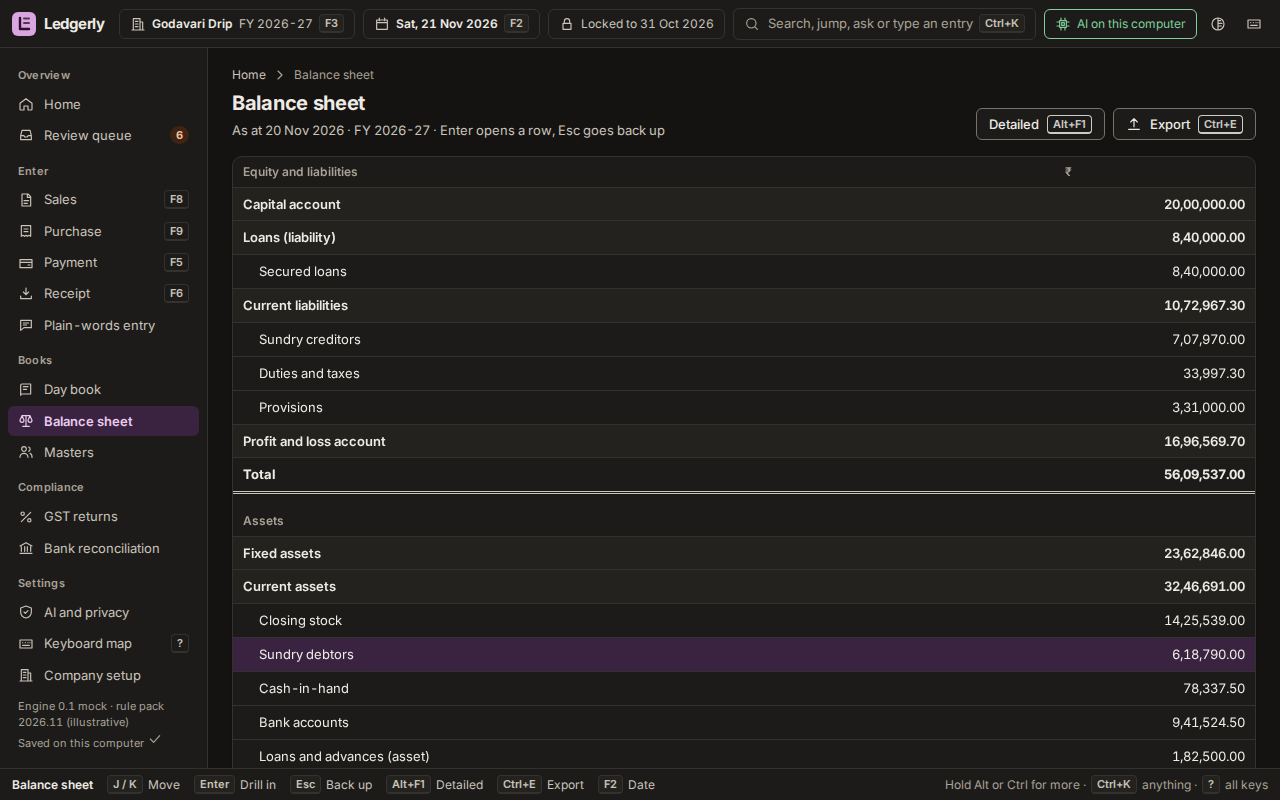 Ledgerly
Godavari Drip FY 2026-27 F3
Sat, 21 Nov 2026 F2
Locked to 31 Oct 2026
Search, jump, ask or type an entry Ctrl+K
AI on this computer
Overview
Home
Review queue 6
Enter
Sales F8
Purchase F9
Payment F5
Receipt F6
Plain-words entry
Books
Day book
Balance sheet
Masters
Compliance
GST returns
Bank reconciliation
Settings
AI and privacy
Keyboard map ?
Company setup
Engine 0.1 mock · rule pack
2026.11 (illustrative)
Saved on this computer
Home > Balance sheet
Balance sheet
As at 20 Nov 2026 · FY 2026-27 · Enter opens a row, Esc goes back up
Detailed Alt+F1
Export Ctrl+E
Equity and liabilities ₹
Capital account 20,00,000.00
Loans (liability) 8,40,000.00
Secured loans 8,40,000.00
Current liabilities 10,72,967.30
Sundry creditors 7,07,970.00
Duties and taxes 33,997.30
Provisions 3,31,000.00
Profit and loss account 16,96,569.70
Total 56,09,537.00
Assets
Fixed assets 23,62,846.00
Current assets 32,46,691.00
Closing stock 14,25,539.00
Sundry debtors 6,18,790.00
Cash-in-hand 78,337.50
Bank accounts 9,41,524.50
Loans and advances (asset) 1,82,500.00
Balance sheet J / K Move Enter Drill in Esc Back up Alt+F1 Detailed Ctrl+E Export F2 Date
Hold Alt or Ctrl for more · Ctrl+K anything · ? all keys